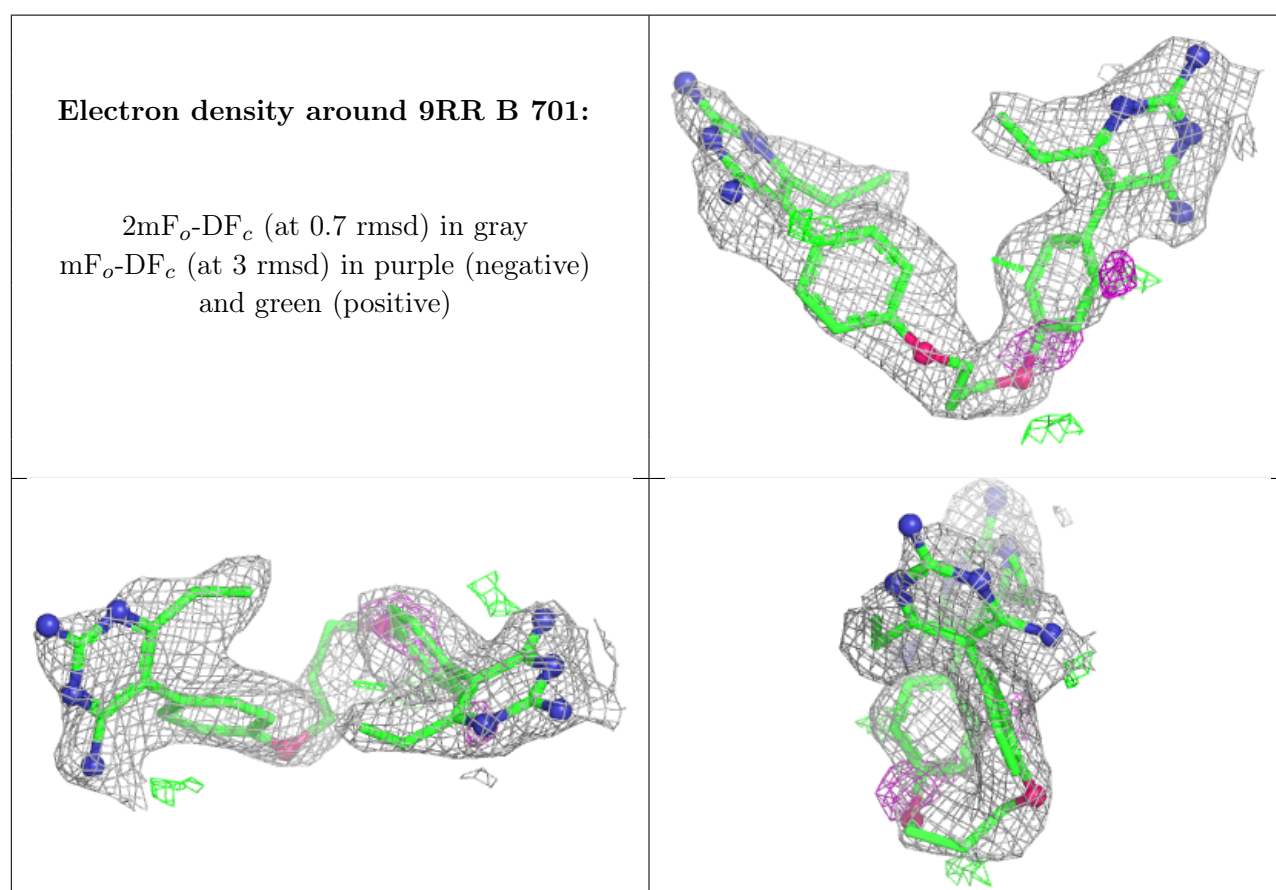 Electron density around 9RR B 701:
2mFo-DFc (at 0.7 rmsd) in gray
mFo-DFc (at 3 rmsd) in purple (negative)
and green (positive)